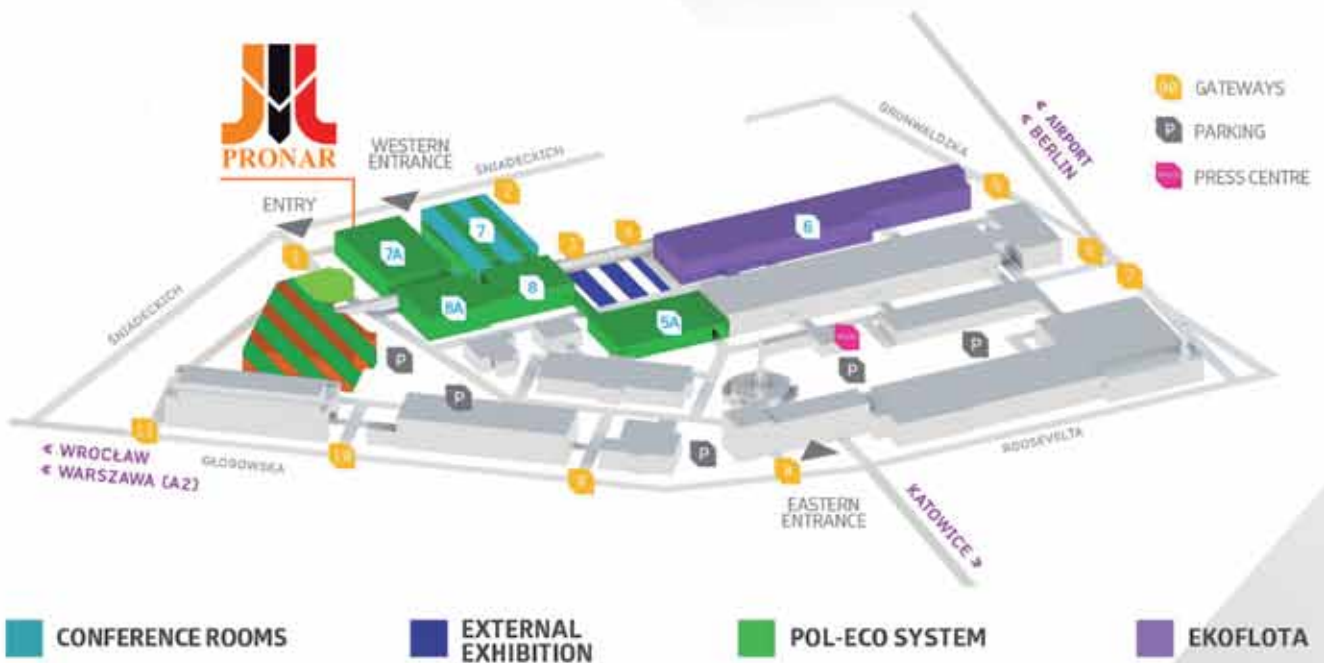 PRONAR
WESTERN
ENTRANCE
ŚNIADECKICH
ENTRY
GRUNWALDZKA
« AIRPORT
« BERLIN
GATEWAYS
P PARKING
PRESS CENTRE
ŚNIADECKICH
7A
7
8A
8
6
5A
P
P
P
P
P
« WROCŁAW
« WARSZAWA (A2)
GŁOGOWSKA
ROOSEVELTA
EASTERN
ENTRANCE
KATOWICE »
CONFERENCE ROOMS
EXTERNAL
EXHIBITION
POL-ECO SYSTEM
EKOFLOTA